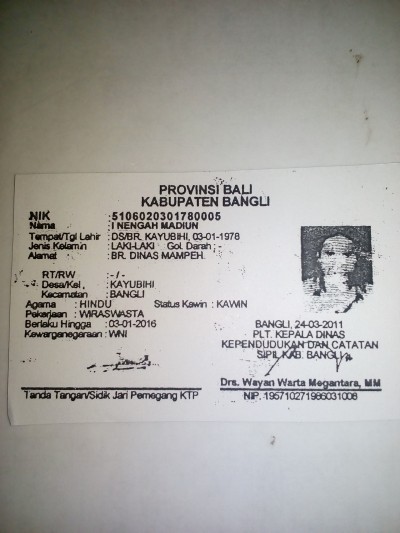 PROVINSI BALI
KABUPATEN BANGLI
NIK : 5106020301780005
Nama : I NENGAH MADIUN
Tempat/Tgl Lahir : DS/BR. KAYUBIHI, 03-01-1978
Jenis Kelamin : LAKI-LAKI Gol. Darah : -
Alamat : BR. DINAS MAMPEH
RT/RW : - / -
Desa/Kel, : KAYUBIHI
Kecamatan : BANGLI
Agama : HINDU Status Kawin : KAWIN
Pekerjaan : WIRASWASTA
Berlaku Hingga : 03-01-2016
Kewarganegaraan : WNI
BANGLI, 24-03-2011
PLT. KEPALA DINAS
KEPENDUDUKAN DAN CATATAN
SIPIL KAB. BANGLI
Drs. Wayan Warta Megantara, MM
Tanda Tangan/Sidik Jari Pemegang KTP
NIP. 195710271986031008